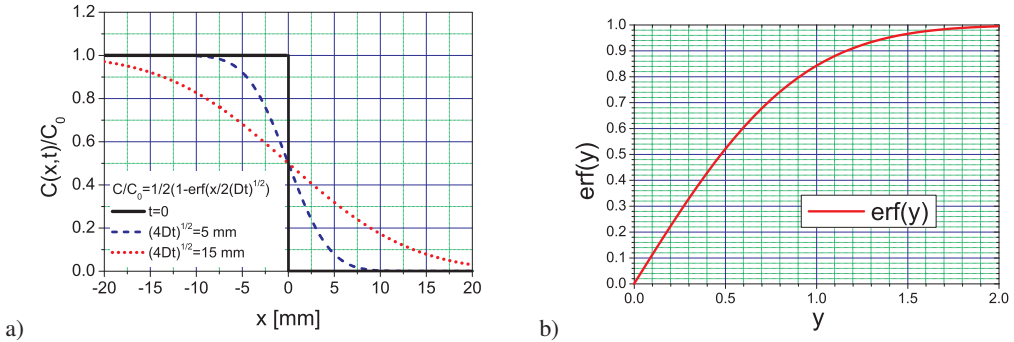 1.2
1.0
0.8
0.6
0.4
0.2
0.0
C(x,t)/C₀
C/C₀=1/2(1-erf(x/2(Dt)^1/2)
t=0
(4Dt)^1/2=5 mm
(4Dt)^1/2=15 mm
-20 -15 -10 -5 0 5 10 15 20
x [mm]
a)
1.0
0.9
0.8
0.7
0.6
0.5
0.4
0.3
0.2
0.1
0.0
erf(y)
erf(y)
0.0 0.5 1.0 1.5 2.0
y
b)